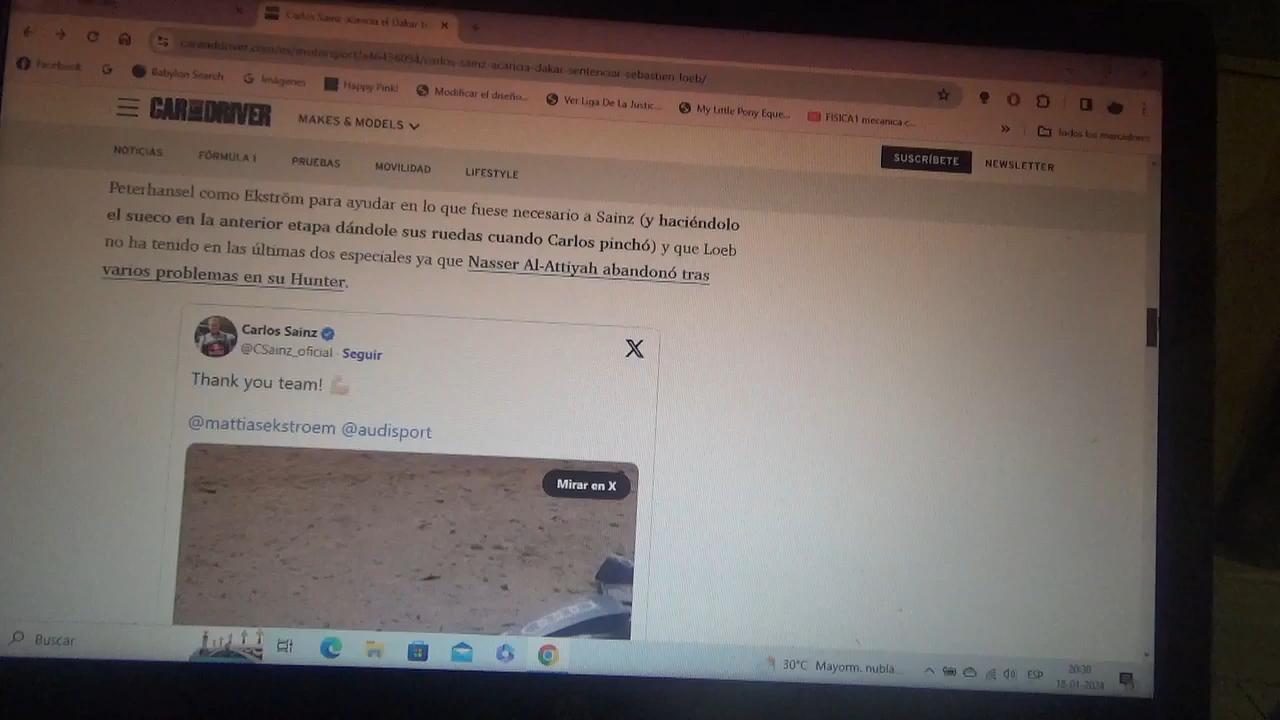 Carlos Sainz acaricia el Dakar tr
caranddriver.com/es/motorsport/a46436094/carlos-sainz-acaricia-dakar-sentenciar-sebastien-loeb/
Facebook
Babylon Search
Imágenes
Happy Pink!
Modificar el diseño...
Ver Liga De La Justic...
My Little Pony Eque...
FISICA1 mecanica c...
»
Todos los marcadores
CAR AND DRIVER
MAKES & MODELS
SUSCRÍBETE
NEWSLETTER
NOTICIAS
FÓRMULA 1
PRUEBAS
MOVILIDAD
LIFESTYLE
Peterhansel como Ekström para ayudar en lo que fuese necesario a Sainz (y haciéndolo
el sueco en la anterior etapa dándole sus ruedas cuando Carlos pinchó) y que Loeb
no ha tenido en las últimas dos especiales ya que Nasser Al-Attiyah abandonó tras
varios problemas en su Hunter.
Carlos Sainz
@CSainz_oficial · Seguir
X
Thank you team! 💪🏻
@mattiasekstroem @audisport
Mirar en X
Buscar
30°C Mayorm. nubla...
ESP
20:30
18-01-2024